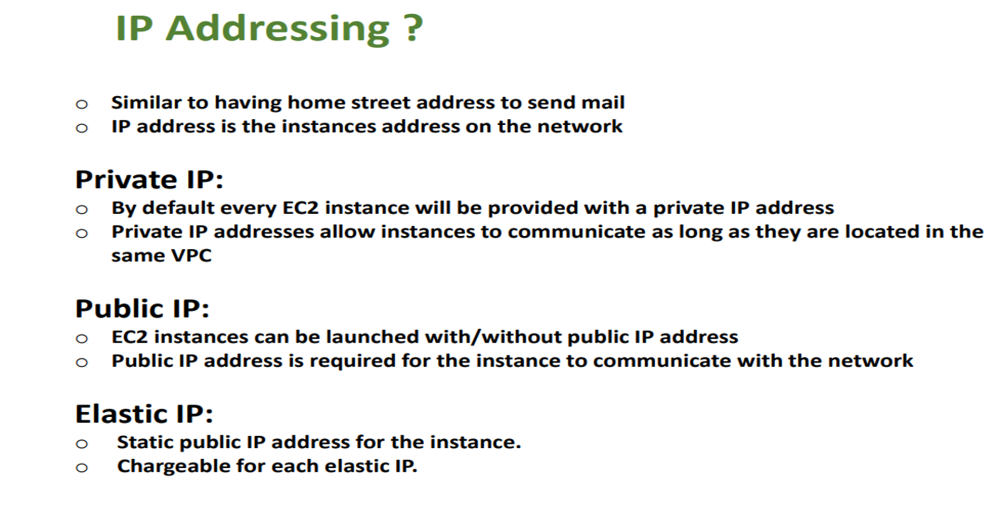 IP Addressing ?
o Similar to having home street address to send mail
o IP address is the instances address on the network
Private IP:
o By default every EC2 instance will be provided with a private IP address
o Private IP addresses allow instances to communicate as long as they are located in the
same VPC
Public IP:
o EC2 instances can be launched with/without public IP address
o Public IP address is required for the instance to communicate with the network
Elastic IP:
o Static public IP address for the instance.
o Chargeable for each elastic IP.